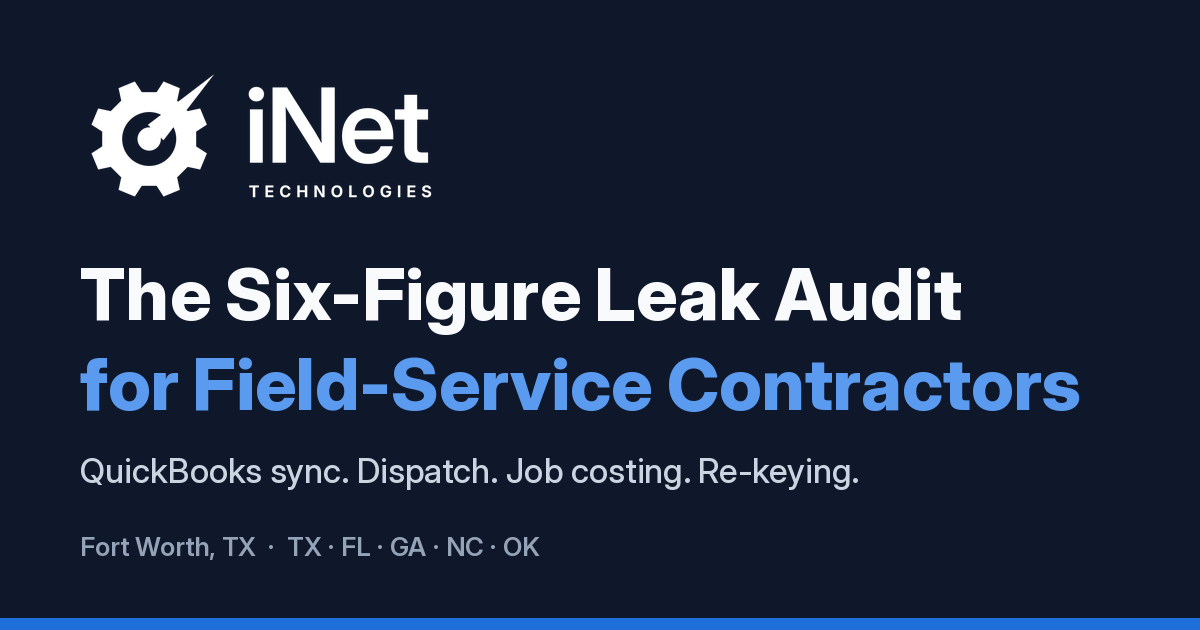 iNet
TECHNOLOGIES
The Six-Figure Leak Audit
for Field-Service Contractors
QuickBooks sync. Dispatch. Job costing. Re-keying.
Fort Worth, TX · TX · FL · GA · NC · OK